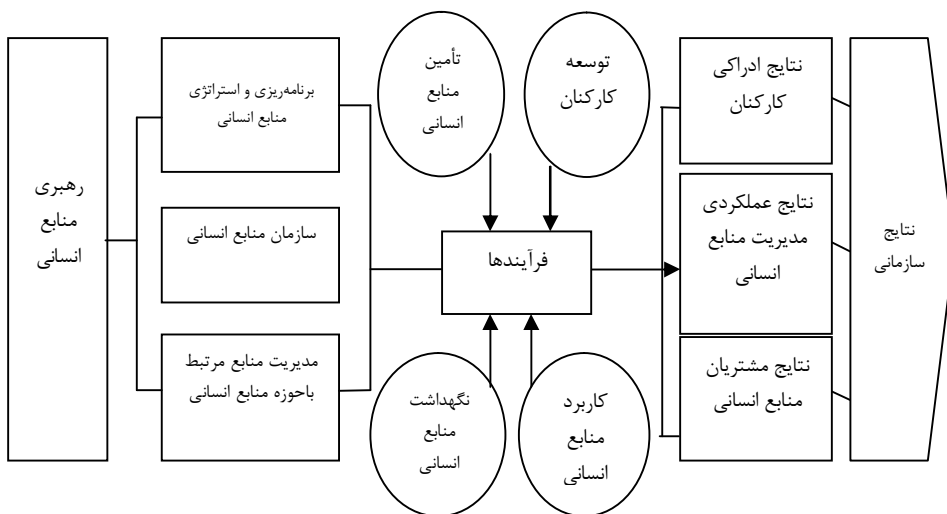 رهبری
منابع
انسانی
برنامه‌ریزی و استراتژی
منابع انسانی
سازمان منابع انسانی
مدیریت منابع مرتبط
باحوزه منابع انسانی
تأمین
منابع
انسانی
توسعه
کارکنان
فرآیندها
نگهداشت
منابع
انسانی
کاربرد
منابع
انسانی
نتایج ادراکی
کارکنان
نتایج عملکردی
مدیریت منابع
انسانی
نتایج مشتریان
منابع انسانی
نتایج
سازمانی